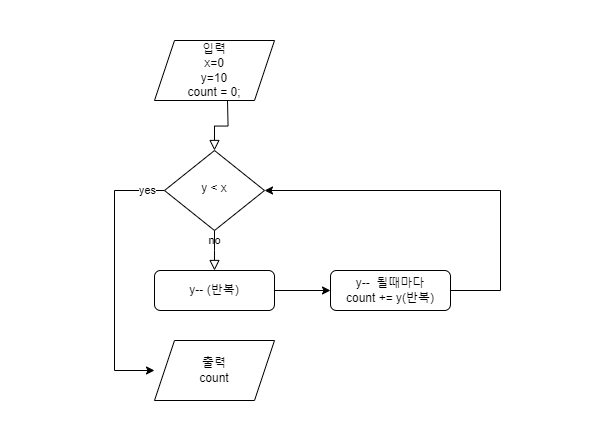 입력
x=0
y=10
count = 0;
y < x
yes
no
y-- (반복)
y-- 될때마다
count += y(반복)
출력
count